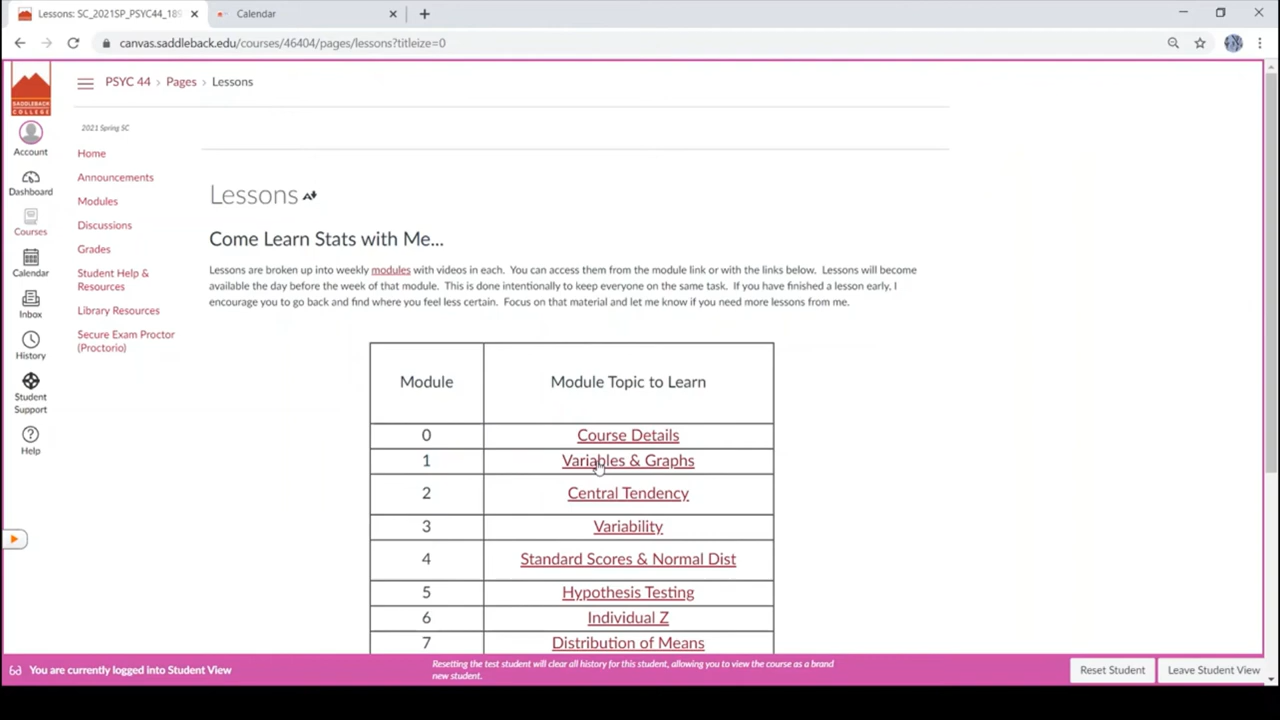 Lessons: SC_2021SP_PSYC44_189
Calendar
canvas.saddleback.edu/courses/46404/pages/lessons?titleize=0
SADDLEBACK
COLLEGE
PSYC 44 > Pages > Lessons
2021 Spring SC
Account
Dashboard
Courses
Calendar
Inbox
History
Student
Support
Help
Home
Announcements
Modules
Discussions
Grades
Student Help &
Resources
Library Resources
Secure Exam Proctor
(Proctorio)
Lessons
Come Learn Stats with Me...
Lessons are broken up into weekly modules with videos in each. You can access them from the module link or with the links below. Lessons will become
available the day before the week of that module. This is done intentionally to keep everyone on the same task. If you have finished a lesson early, I
encourage you to go back and find where you feel less certain. Focus on that material and let me know if you need more lessons from me.
Module Module Topic to Learn
0 Course Details
1 Variables & Graphs
2 Central Tendency
3 Variability
4 Standard Scores & Normal Dist
5 Hypothesis Testing
6 Individual Z
7 Distribution of Means
You are currently logged into Student View
Resetting the test student will clear all history for this student, allowing you to view the course as a brand
new student.
Reset Student
Leave Student View